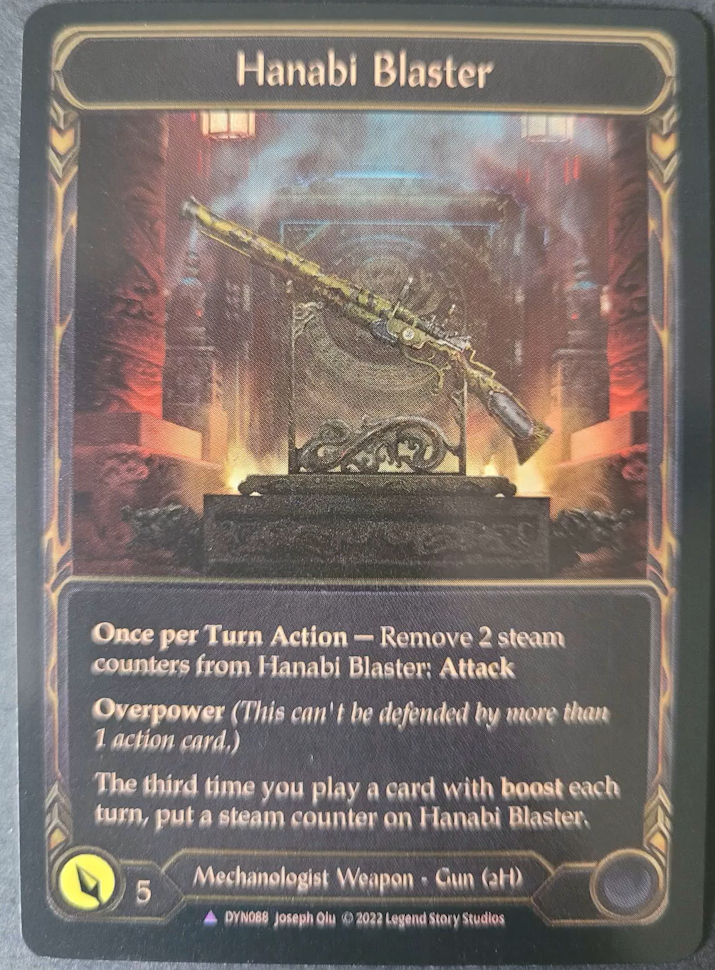 Hanabi Blaster
Once per Turn Action — Remove 2 steam
counters from Hanabi Blaster: Attack
Overpower (This can't be defended by more than
1 action card.)
The third time you play a card with boost each
turn, put a steam counter on Hanabi Blaster.
5
Mechanologist Weapon - Gun (2H)
DYN088 Joseph Qiu © 2022 Legend Story Studios